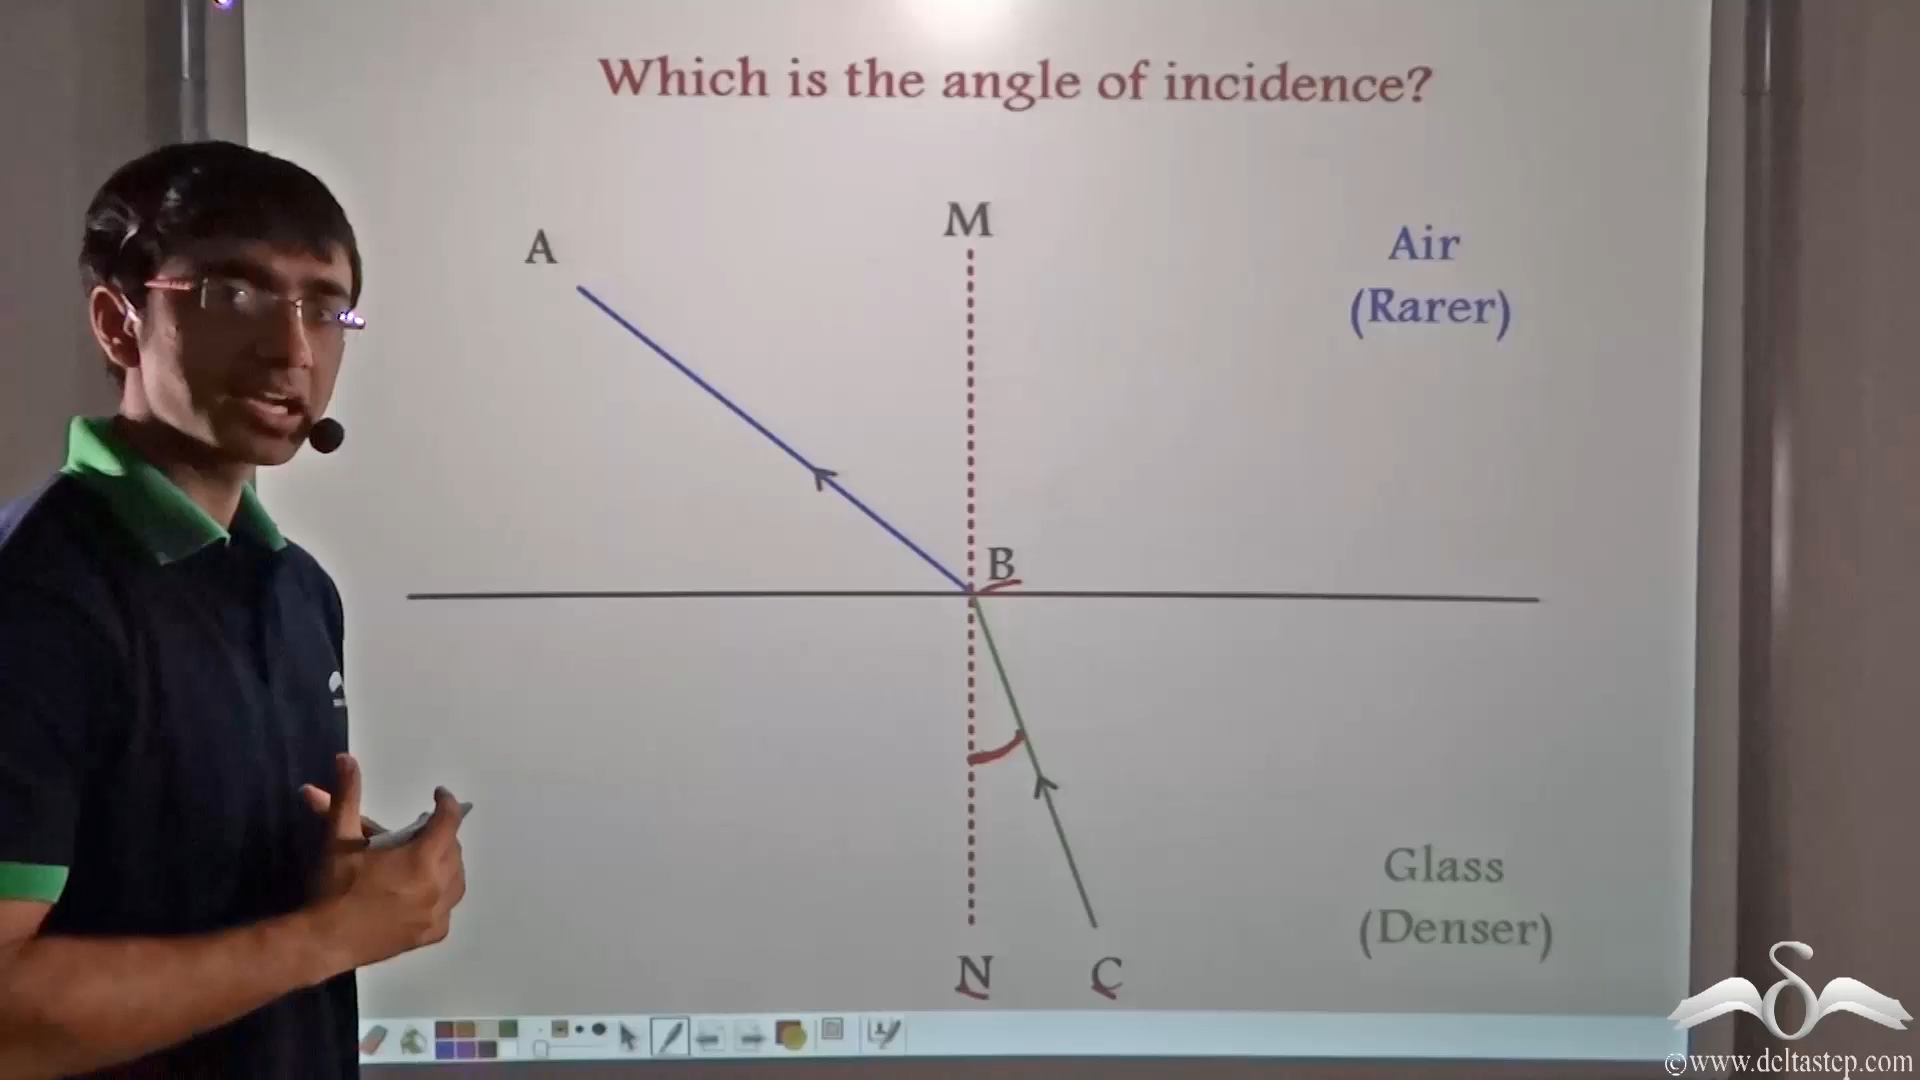 Which is the angle of incidence?
M
A
Air
(Rarer)
B
Glass
(Denser)
N
C
©www.deltastep.com